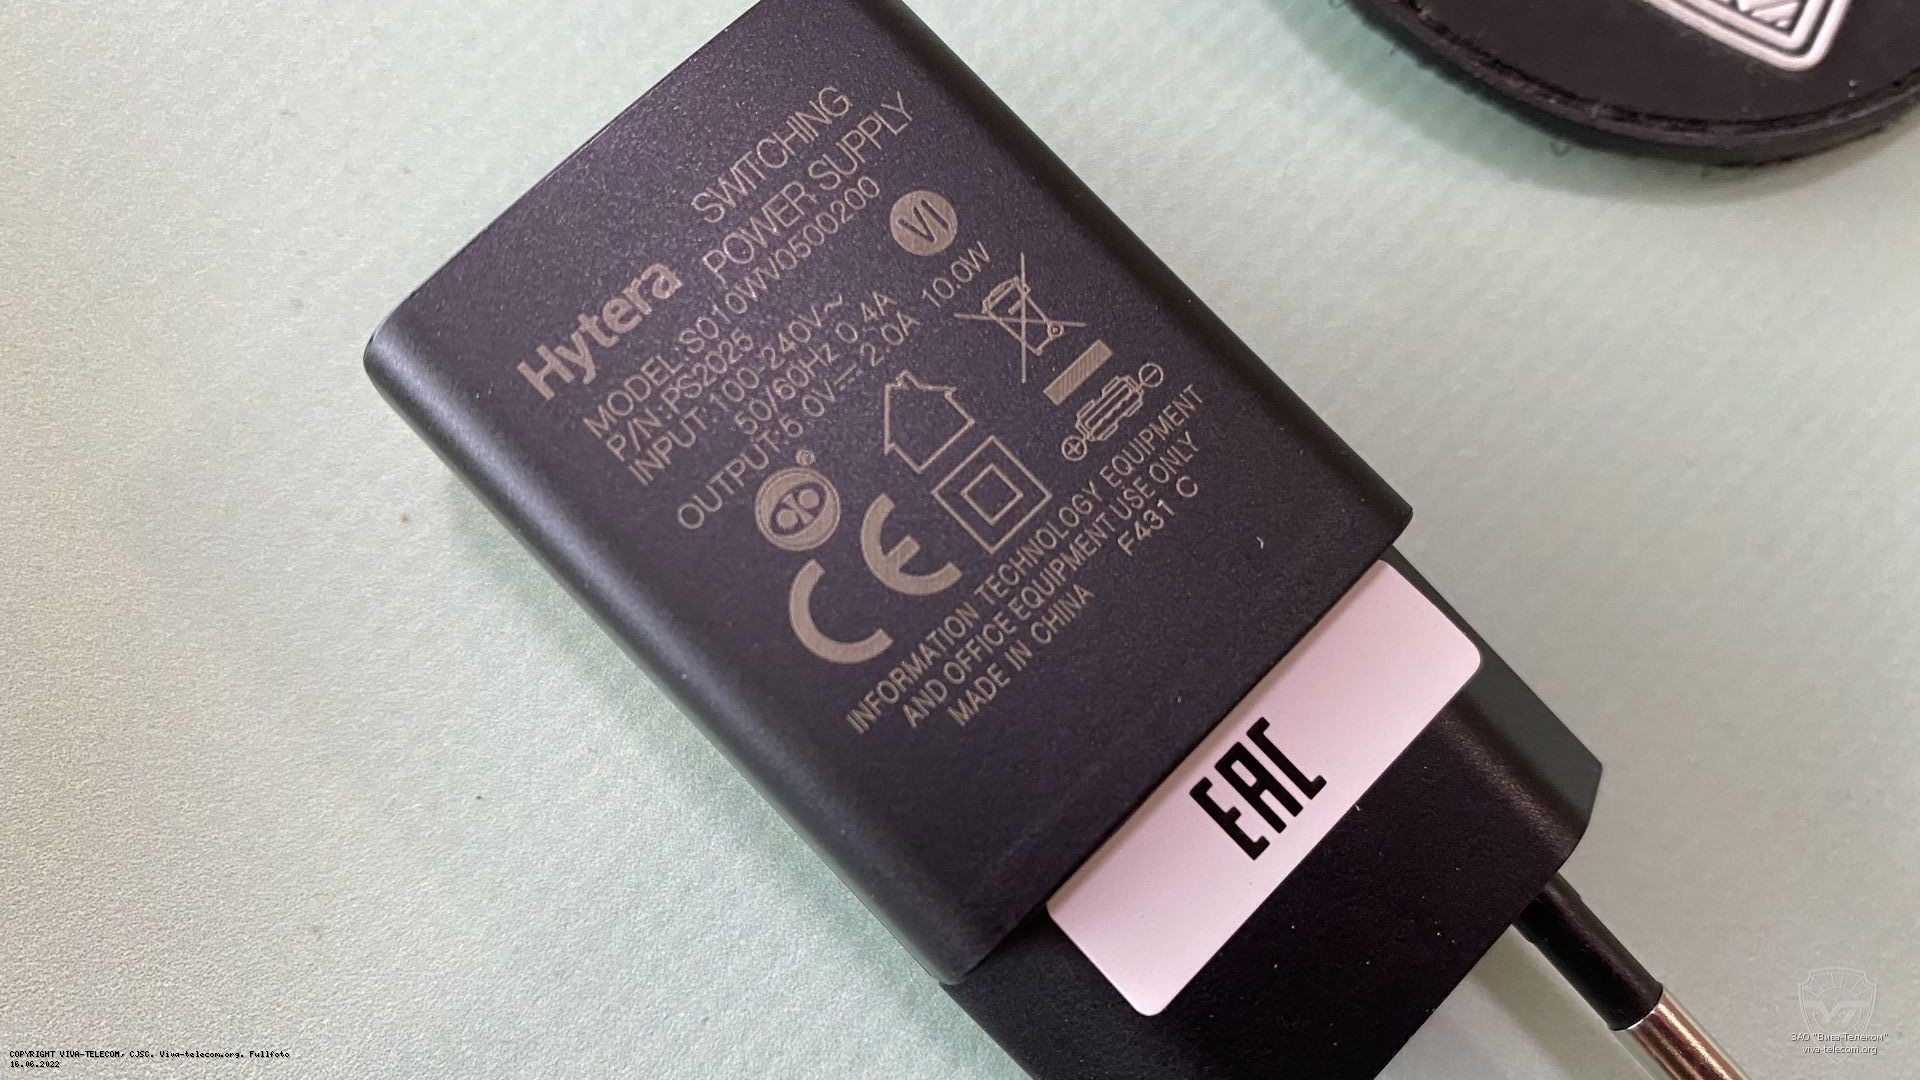 SWITCHING
Hytera POWER SUPPLY
MODEL:S010WV0500200
P/N:PS2025
VI
INPUT:100-240V~
50/60Hz 0.4A
OUTPUT:5.0V⎓2.0A 10.0W
®
CE
INFORMATION TECHNOLOGY EQUIPMENT
AND OFFICE EQUIPMENT USE ONLY
MADE IN CHINA F431 C
EAC
COPYRIGHT VIVA-TELECOM, CJSC. Viva-telecom.org. Fullfoto
16.06.2022
ЗАО "Вива-Телеком"
viva-telecom.org